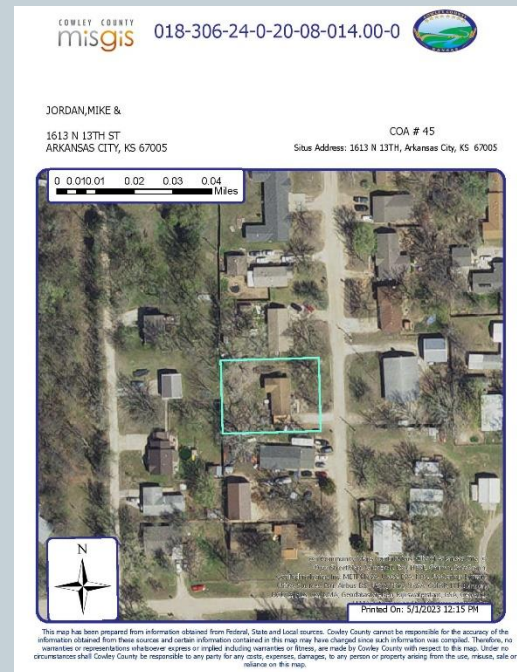 COWLEY COUNTY
misgis
018-306-24-0-20-08-014.00-0
COWLEY COUNTY
KANSAS
JORDAN,MIKE &
1613 N 13TH ST
ARKANSAS CITY, KS 67005
COA # 45
Situs Address: 1613 N 13TH, Arkansas City, KS 67005
0 0.010.01 0.02 0.03 0.04
Miles
N
Printed On: 5/1/2023 12:15 PM
This map has been prepared from information obtained from Federal, State and Local sources. Cowley County cannot be responsible for the accuracy of the
information obtained from these sources and certain information contained in this map may have changed since such information was compiled. Therefore, no
warranties or representations whatsoever express or implied including warranties or fitness, are made by Cowley County with respect to this map. Under no
circumstances shall Cowley County be responsible to any party for any costs, expenses, damages, to any person or property arising from the use, misuse, sale or
reliance on this map.